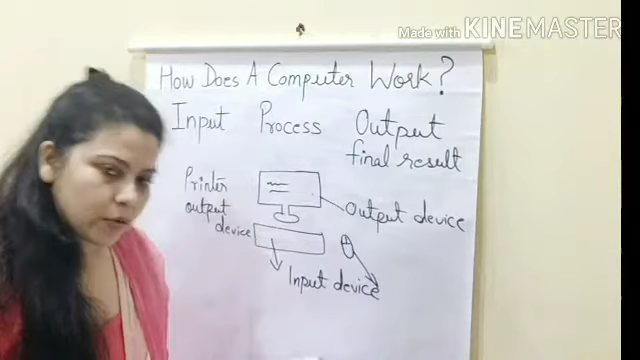 Made with KINEMASTER
How Does A Computer Work?
Input Process Output
final result
Printer
output
device
Output device
Input device